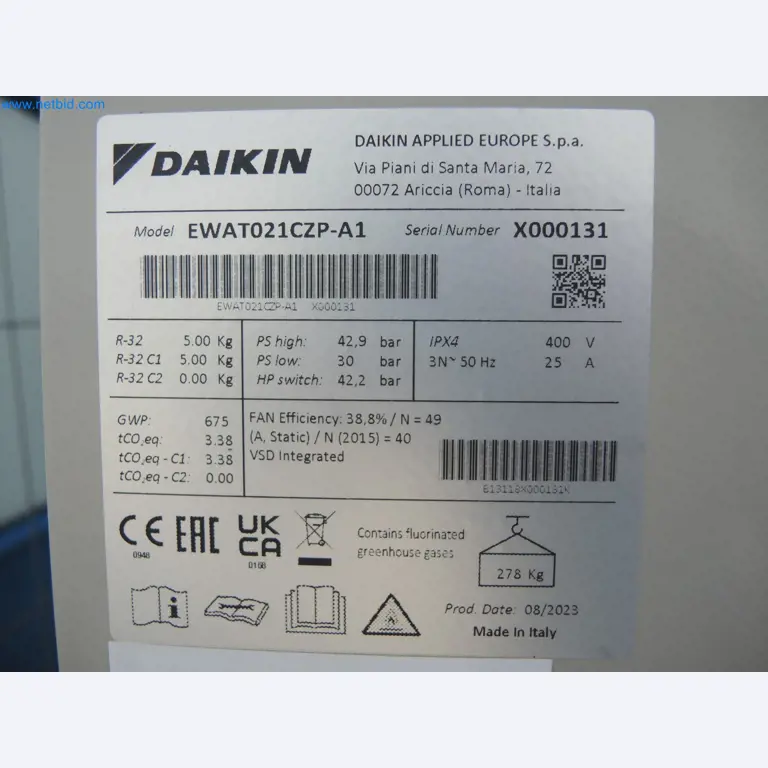 www.netbid.com
DAIKIN
DAIKIN APPLIED EUROPE S.p.a.
Via Piani di Santa Maria, 72
00072 Ariccia (Roma) - Italia
Model EWAT021CZP-A1 Serial Number X000131
EWAT021CZP-A1 X000131
R-32 5.00 Kg
R-32 C1 5.00 Kg
R-32 C2 0.00 Kg
PS high: 42,9 bar
PS low: 30 bar
HP switch: 42,2 bar
IPX4 400 V
3N~ 50 Hz 25 A
GWP: 675
tCO₂eq: 3.38
tCO₂eq - C1: 3.38
tCO₂eq - C2: 0.00
FAN Efficiency: 38,8% / N = 49
(A, Static) / N (2015) = 40
VSD Integrated
CE
0948
EAC
UK
CA
0168
Contains fluorinated
greenhouse gases
278 Kg
Prod. Date: 08/2023
Made In Italy